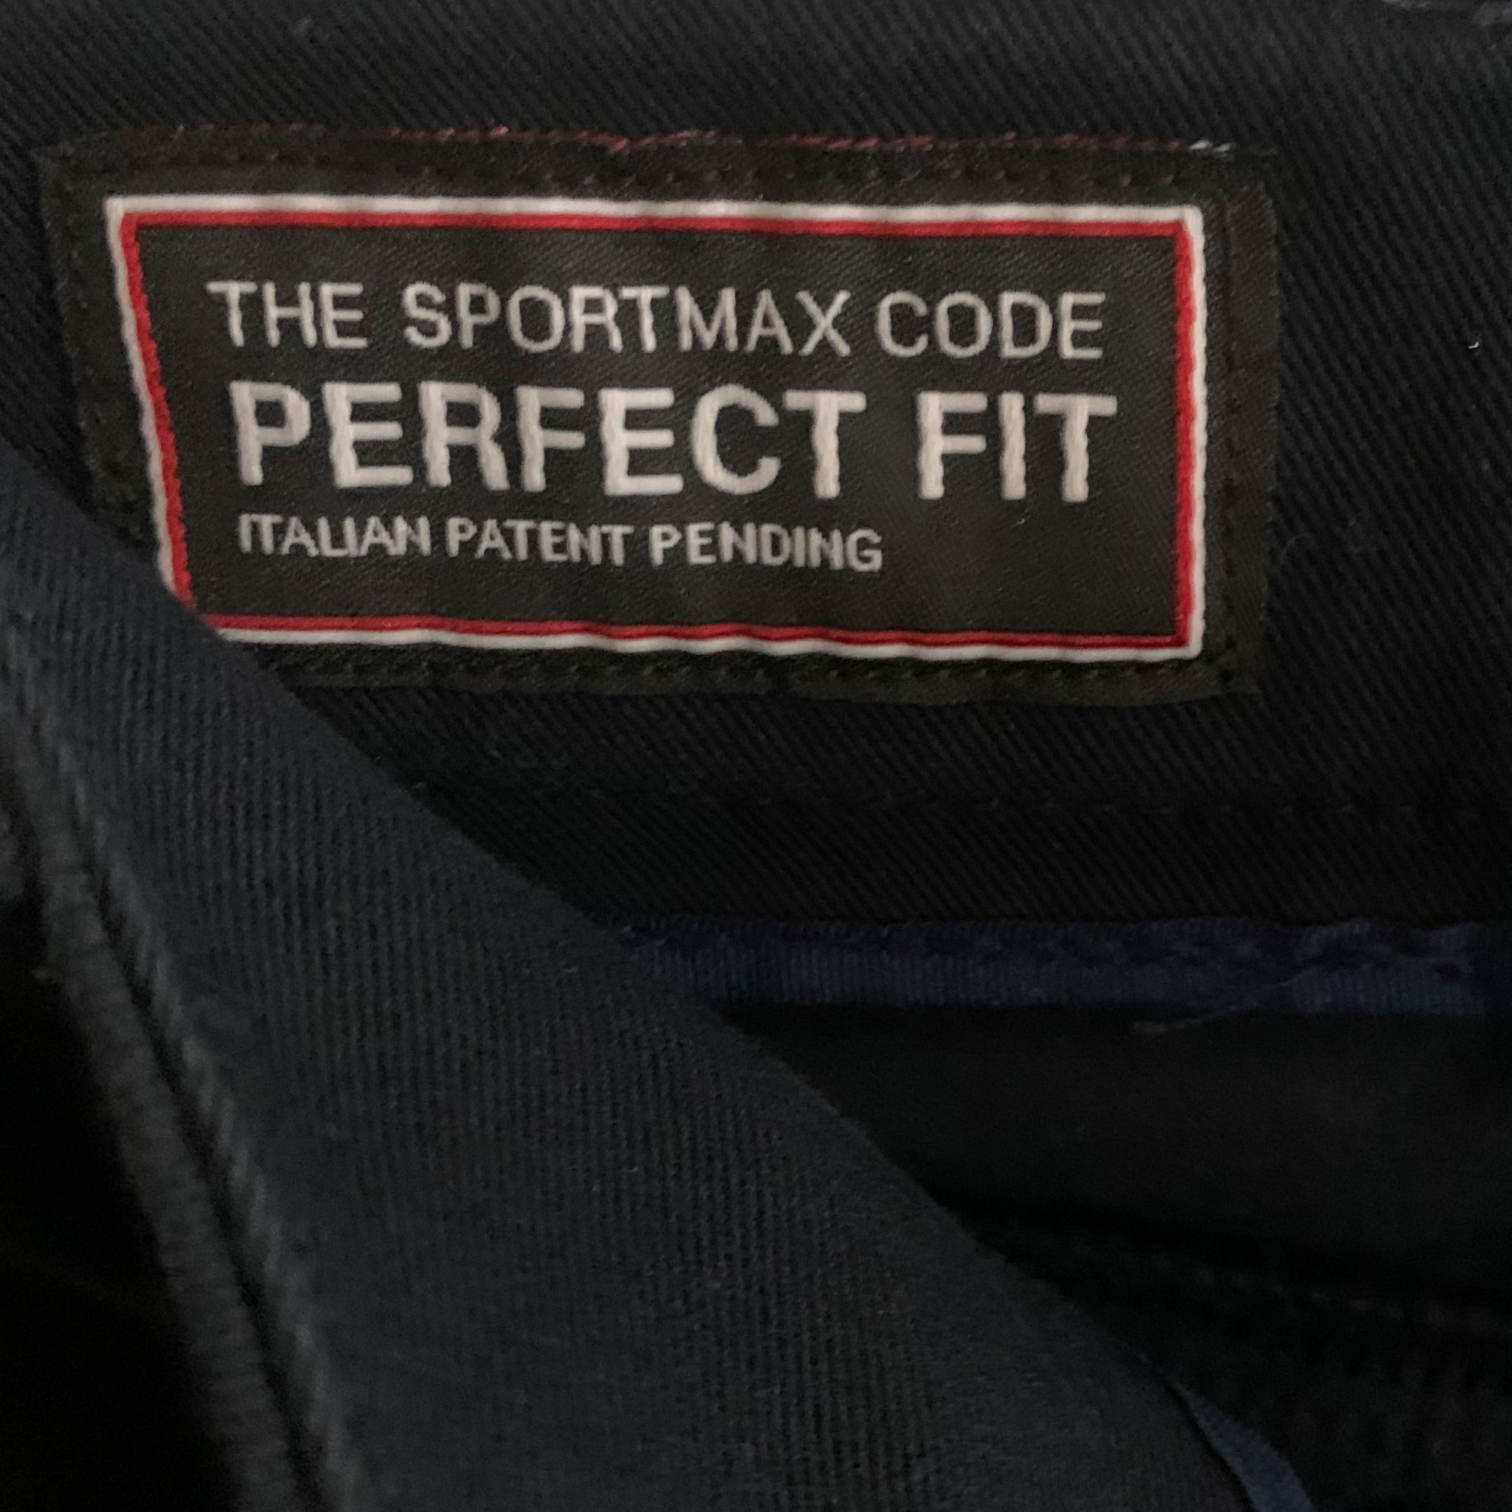 THE SPORTMAX CODE
PERFECT FIT
ITALIAN PATENT PENDING